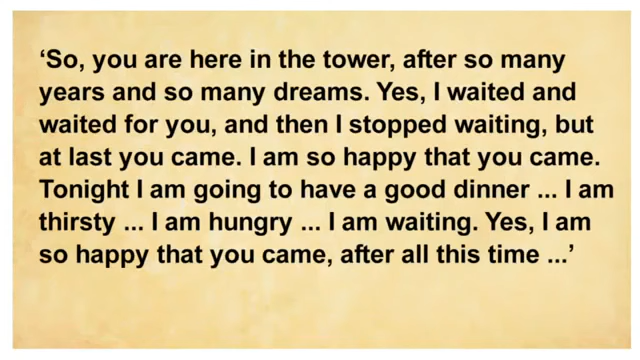 ‘So, you are here in the tower, after so many
years and so many dreams. Yes, I waited and
waited for you, and then I stopped waiting, but
at last you came. I am so happy that you came.
Tonight I am going to have a good dinner ... I am
thirsty ... I am hungry ... I am waiting. Yes, I am
so happy that you came, after all this time ...’